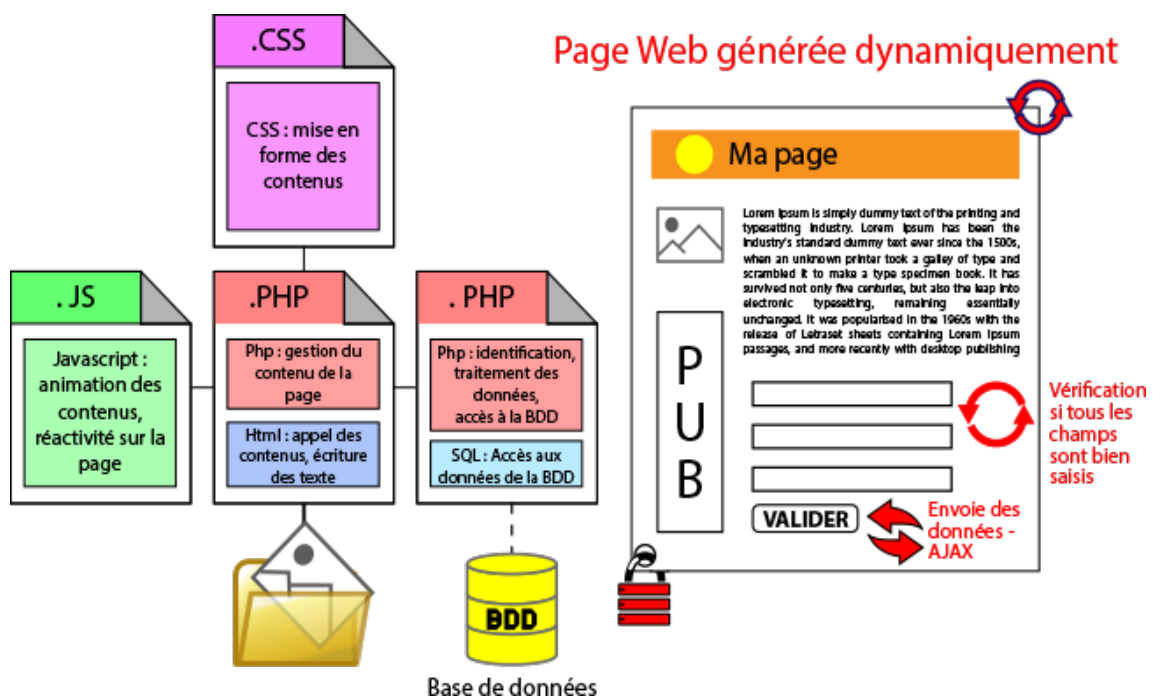 .CSS
CSS : mise en
forme des
contenus
. JS
Javascript :
animation des
contenus,
réactivité sur la
page
.PHP
Php : gestion du
contenu de la
page
Html : appel des
contenus, écriture
des texte
. PHP
Php : identification,
traitement des
données,
accès à la BDD
SQL : Accès aux
données de la BDD
BDD
Base de données
Page Web générée dynamiquement
Ma page
Lorem Ipsum is simply dummy text of the printing and
typesetting industry. Lorem Ipsum has been the
industry's standard dummy text ever since the 1500s,
when an unknown printer took a galley of type and
scrambled it to make a type specimen book. It has
survived not only five centuries, but also the leap into
electronic typesetting, remaining essentially
unchanged. It was popularised in the 1960s with the
release of Letraset sheets containing Lorem Ipsum
passages, and more recently with desktop publishing
P
U
B
Vérification
si tous les
champs
sont bien
saisis
VALIDER
Envoie des
données -
AJAX